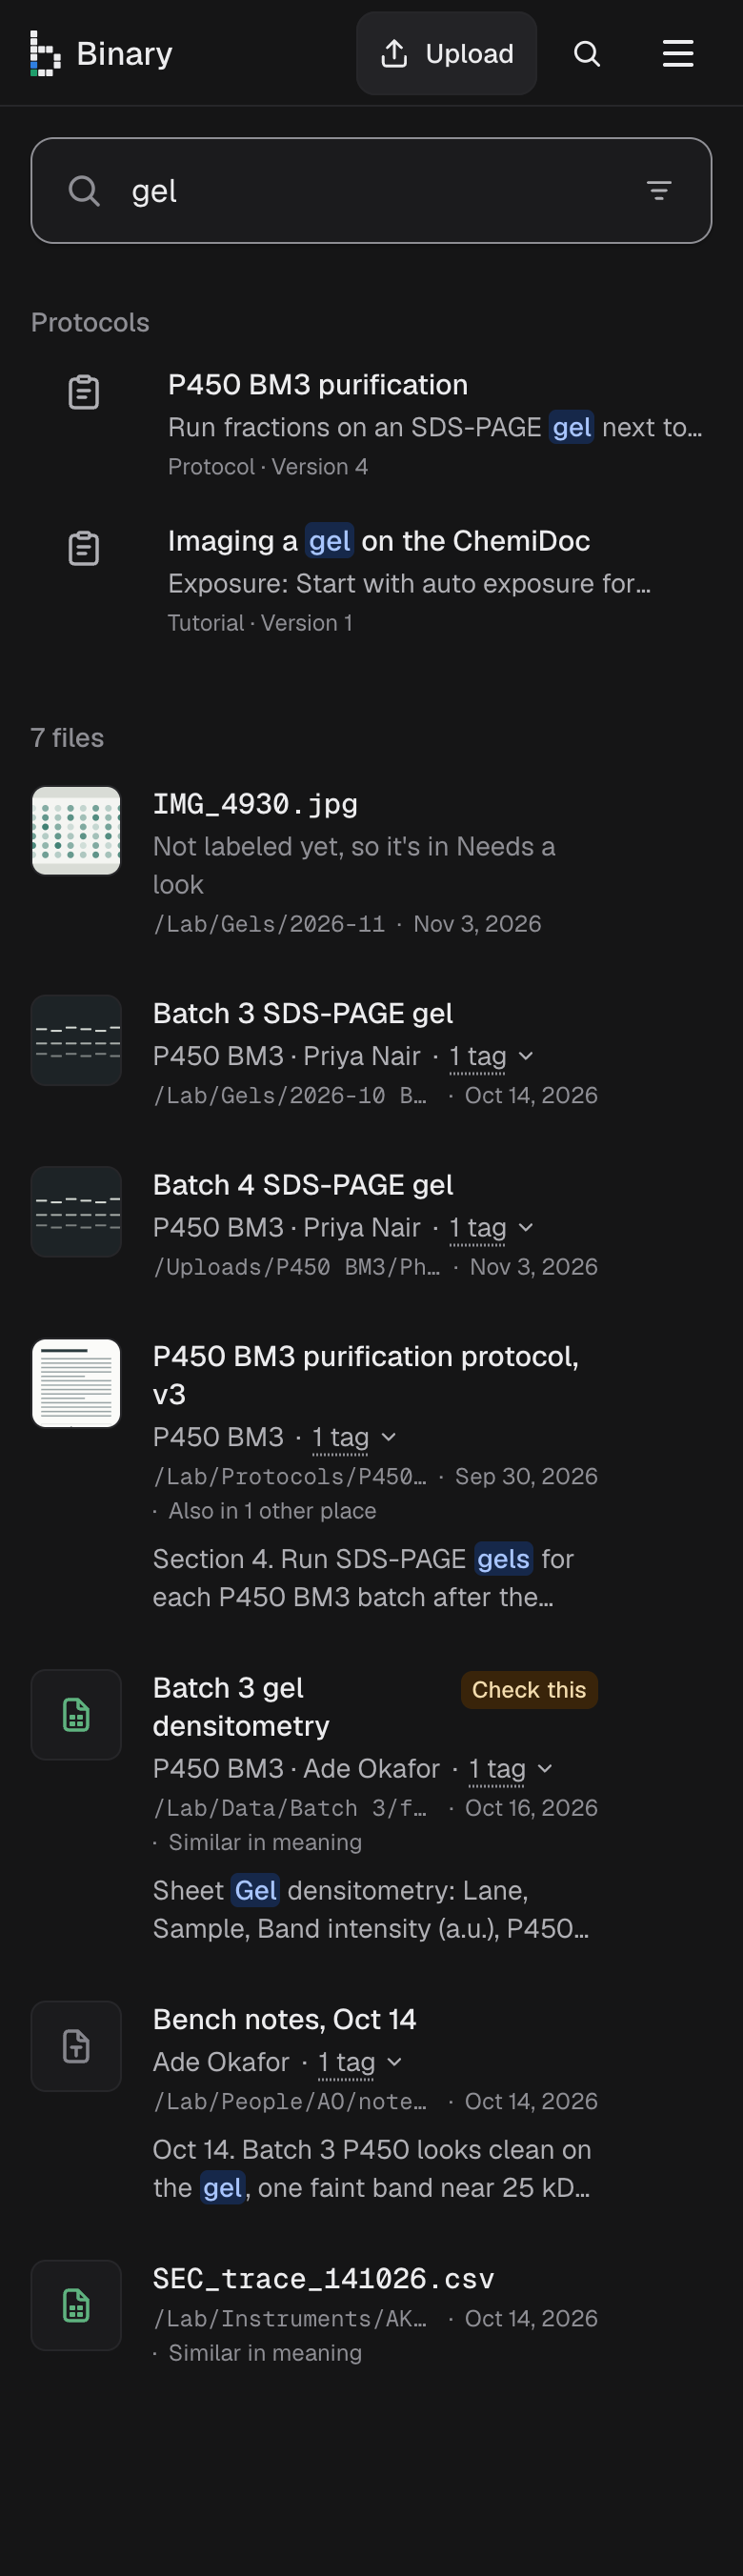 Binary
Upload
gel
Protocols
P450 BM3 purification
Run fractions on an SDS-PAGE gel next to…
Protocol · Version 4
Imaging a gel on the ChemiDoc
Exposure: Start with auto exposure for…
Tutorial · Version 1
7 files
IMG_4930.jpg
Not labeled yet, so it's in Needs a
look
/Lab/Gels/2026-11 · Nov 3, 2026
Batch 3 SDS-PAGE gel
P450 BM3 · Priya Nair · 1 tag
/Lab/Gels/2026-10 B… · Oct 14, 2026
Batch 4 SDS-PAGE gel
P450 BM3 · Priya Nair · 1 tag
/Uploads/P450 BM3/Ph… · Nov 3, 2026
P450 BM3 purification protocol,
v3
P450 BM3 · 1 tag
/Lab/Protocols/P450… · Sep 30, 2026
· Also in 1 other place
Section 4. Run SDS-PAGE gels for
each P450 BM3 batch after the…
Batch 3 gel
densitometry
Check this
P450 BM3 · Ade Okafor · 1 tag
/Lab/Data/Batch 3/f… · Oct 16, 2026
· Similar in meaning
Sheet Gel densitometry: Lane,
Sample, Band intensity (a.u.), P450…
Bench notes, Oct 14
Ade Okafor · 1 tag
/Lab/People/AO/note… · Oct 14, 2026
Oct 14. Batch 3 P450 looks clean on
the gel, one faint band near 25 kD…
SEC_trace_141026.csv
/Lab/Instruments/AK… · Oct 14, 2026
· Similar in meaning